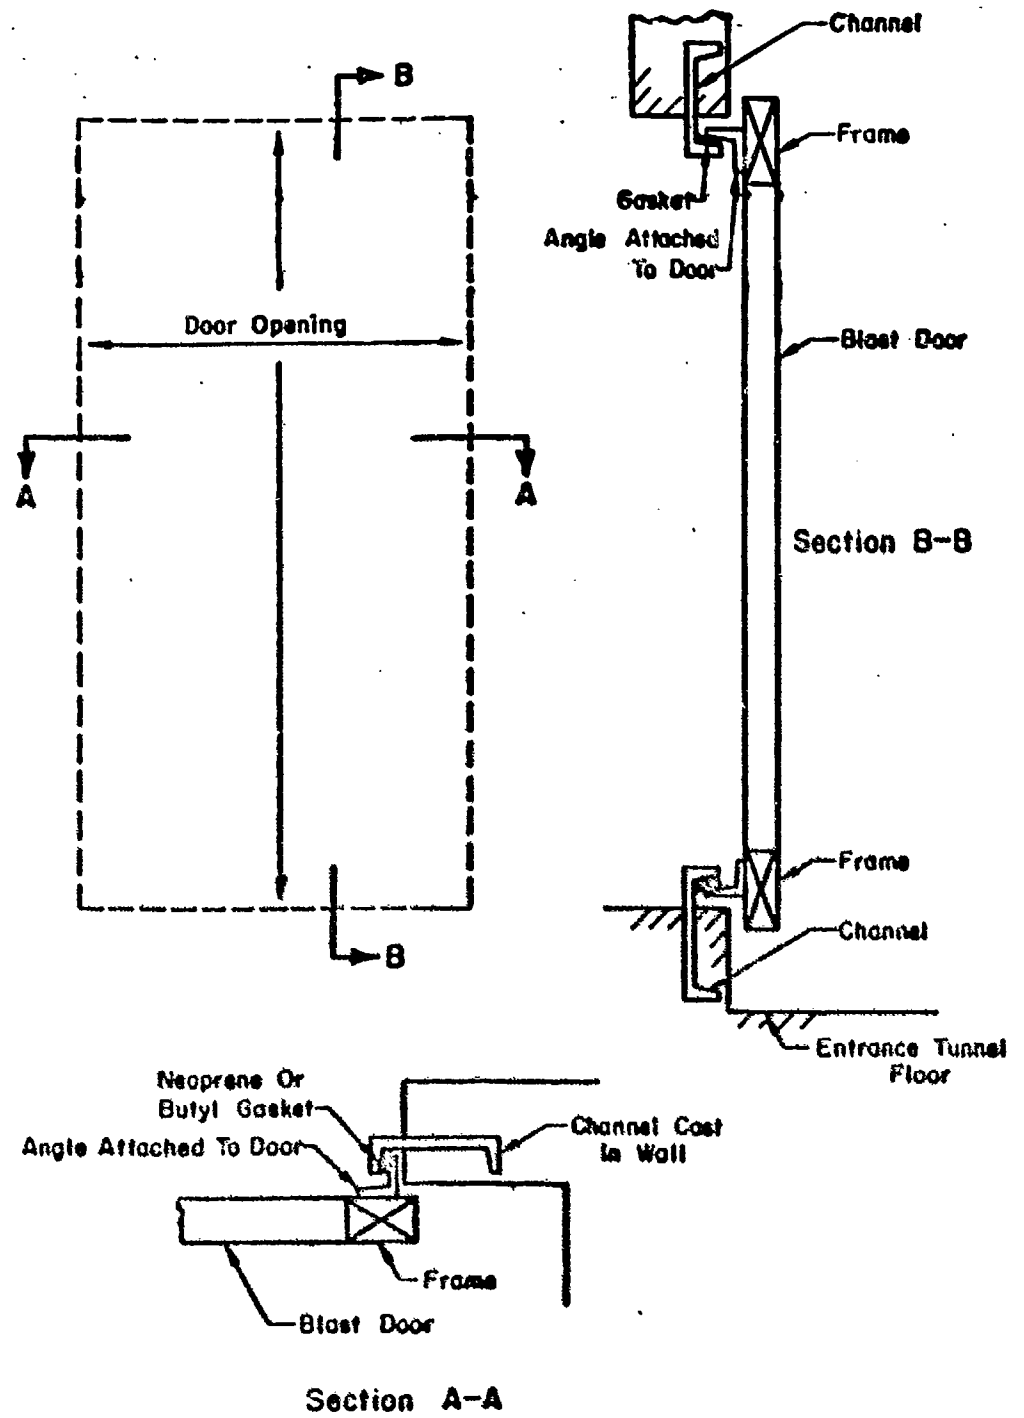 B
Door Opening
A
A
B
Channel
Frame
Gasket
Angle Attached
To Door
Blast Door
Section B-B
Frame
Channel
Entrance Tunnel
Floor
Neoprene Or
Butyl Gasket
Angle Attached To Door
Channel Cast
In Wall
Frame
Blast Door
Section A-A